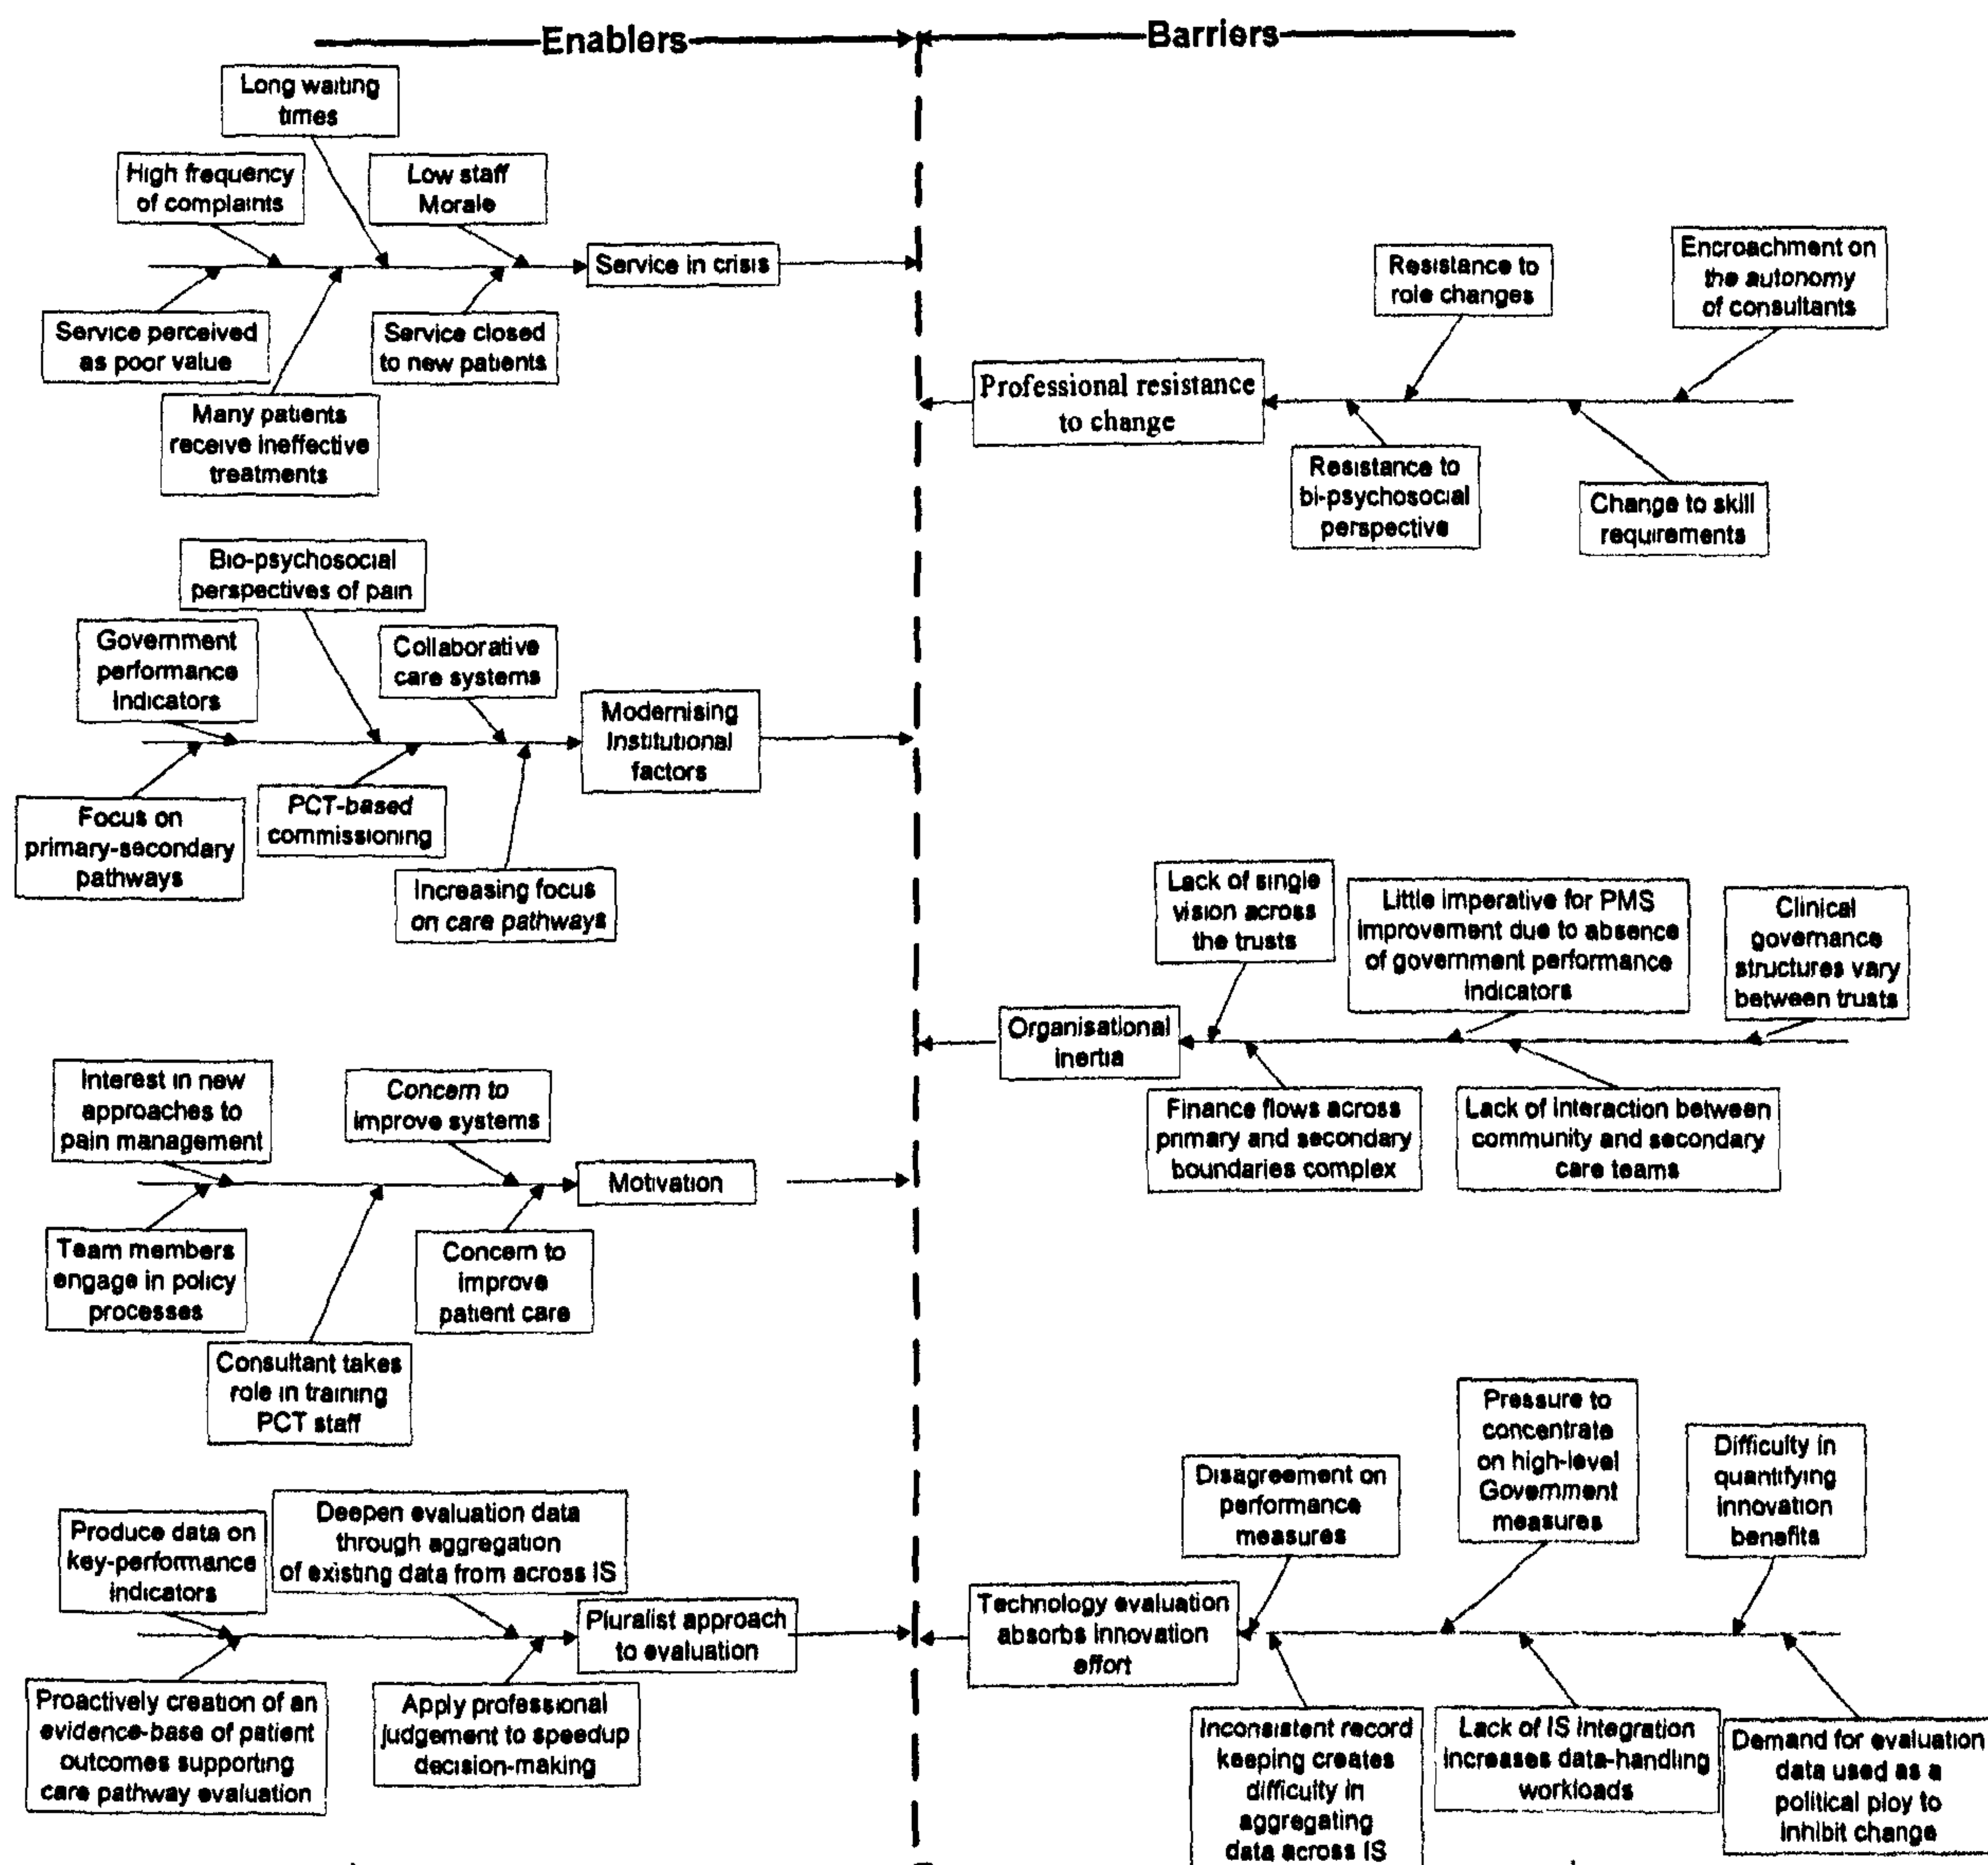 Enablers
Barriers
Long waiting
times
High frequency
of complaints
Low staff
Morale
Service in crisis
Service perceived
as poor value
Service closed
to new patients
Many patients
receive ineffective
treatments
Resistance to
role changes
Encroachment on
the autonomy
of consultants
Professional resistance
to change
Resistance to
bi-psychosocial
perspective
Change to skill
requirements
Bio-psychosocial
perspectives of pain
Government
performance
Indicators
Collaborative
care systems
Modernising
Institutional
factors
Focus on
primary-secondary
pathways
PCT-based
commissioning
Increasing focus
on care pathways
Lack of single
vision across
the trusts
Little imperative for PMS
improvement due to absence
of government performance
indicators
Clinical
governance
structures vary
between trusts
Organisational
inertia
Finance flows across
primary and secondary
boundaries complex
Lack of interaction between
community and secondary
care teams
Interest in new
approaches to
pain management
Concern to
improve systems
Motivation
Team members
engage in policy
processes
Concern to
improve
patient care
Consultant takes
role in training
PCT staff
Pressure to
concentrate
on high-level
Government
measures
Disagreement on
performance
measures
Difficulty in
quantifying
innovation
benefits
Produce data on
key-performance
indicators
Deepen evaluation data
through aggregation
of existing data from across IS
Pluralist approach
to evaluation
Technology evaluation
absorbs innovation
effort
Proactively creation of an
evidence-base of patient
outcomes supporting
care pathway evaluation
Apply professional
judgement to speedup
decision-making
Inconsistent record
keeping creates
difficulty in
aggregating
data across IS
Lack of IS integration
increases data-handling
workloads
Demand for evaluation
data used as a
political ploy to
inhibit change